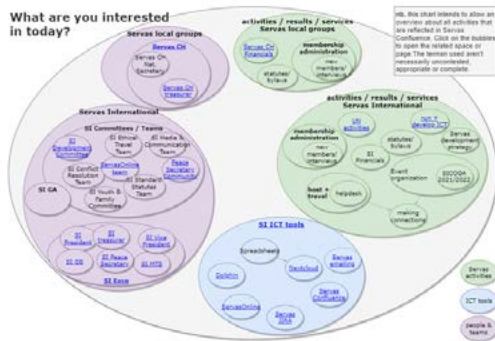 What are you interested
in today?
NB. this chart intends to allow an
overview about all activities that
are reflected in Servas
Confluence. Click on the bubbles
to open the related space or
page. The termen used aren't
necessarily uncontested,
appropriate or complete.
Servas local groups
Servas CH
Servas CH
Nat.
Secretary
Servas CH
treasurer
activities / results / services
Servas local groups
Servas CH
Financials
membership
administration
new
members/
interviews
statutes/
bylaws
Servas International
SI Committees / Teams
SI
Development
Committee
SI Ethical
Travel
Team
SI Media &
Communication
Team
SI Conflict
Resolution
Team
ServasOnline
team
Peace
Secretary
Community
SI GA
SI Youth &
Family
Committee
SI Standard
Statutes
Team
SI
President
SI
treasurer
SI Vice
President
SI GS
SI Peace
Secretary
SI MTS
SI Exco
activities / results / services
Servas International
membership
administration
new
members/
interviews
UN
activities
develop ICT
statutes/
bylaws
Servas
development
strategy
SI
Financials
Event
organization
SICOGA
2021/2022
host +
travel
helpdesk
making
connections
SI ICT tools
Spreadsheets
Dolphin
Nextcloud
Servas
emailing
ServasOnline
Servas
Confluence
Servas
Servas
activities
ICT tools
people &
teams